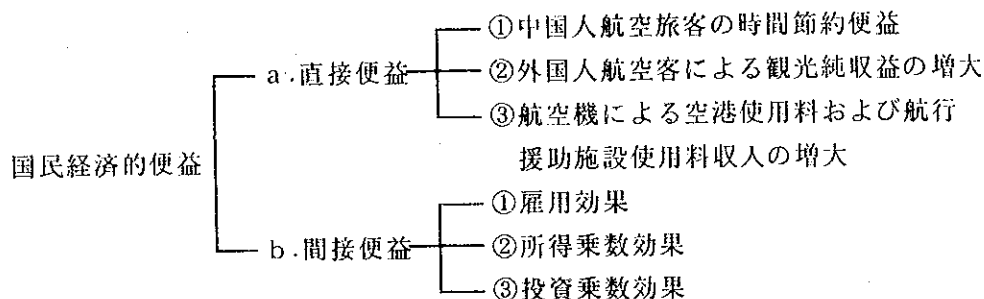 ①中国人航空旅客の時間節約便益
a.直接便益
②外国人航空客による観光純収益の増大
③航空機による空港使用料および航行
援助施設使用料収入の増大
国民経済的便益
①雇用効果
b.間接便益
②所得乗数効果
③投資乗数効果